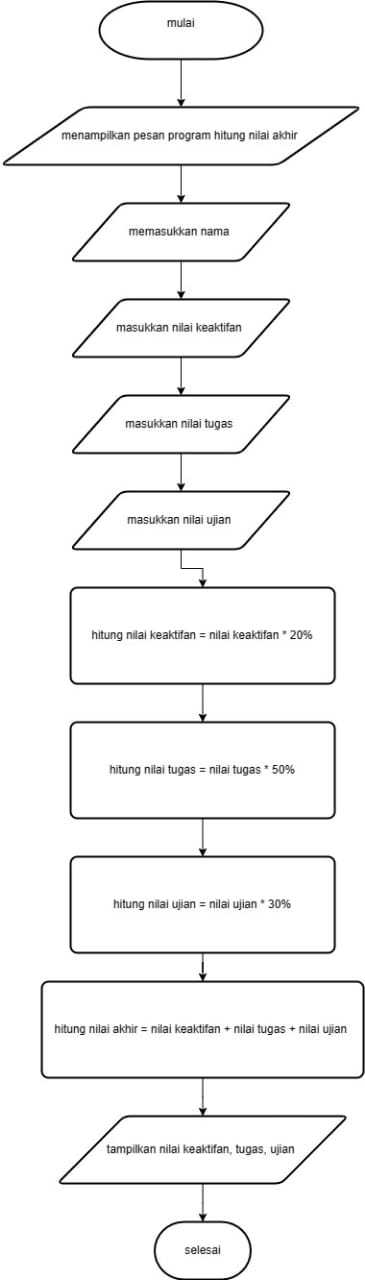 mulai
menampilkan pesan program hitung nilai akhir
memasukkan nama
masukkan nilai keaktifan
masukkan nilai tugas
masukkan nilai ujian
hitung nilai keaktifan = nilai keaktifan * 20%
hitung nilai tugas = nilai tugas * 50%
hitung nilai ujian = nilai ujian * 30%
hitung nilai akhir = nilai keaktifan + nilai tugas + nilai ujian
tampilkan nilai keaktifan, tugas, ujian
selesai